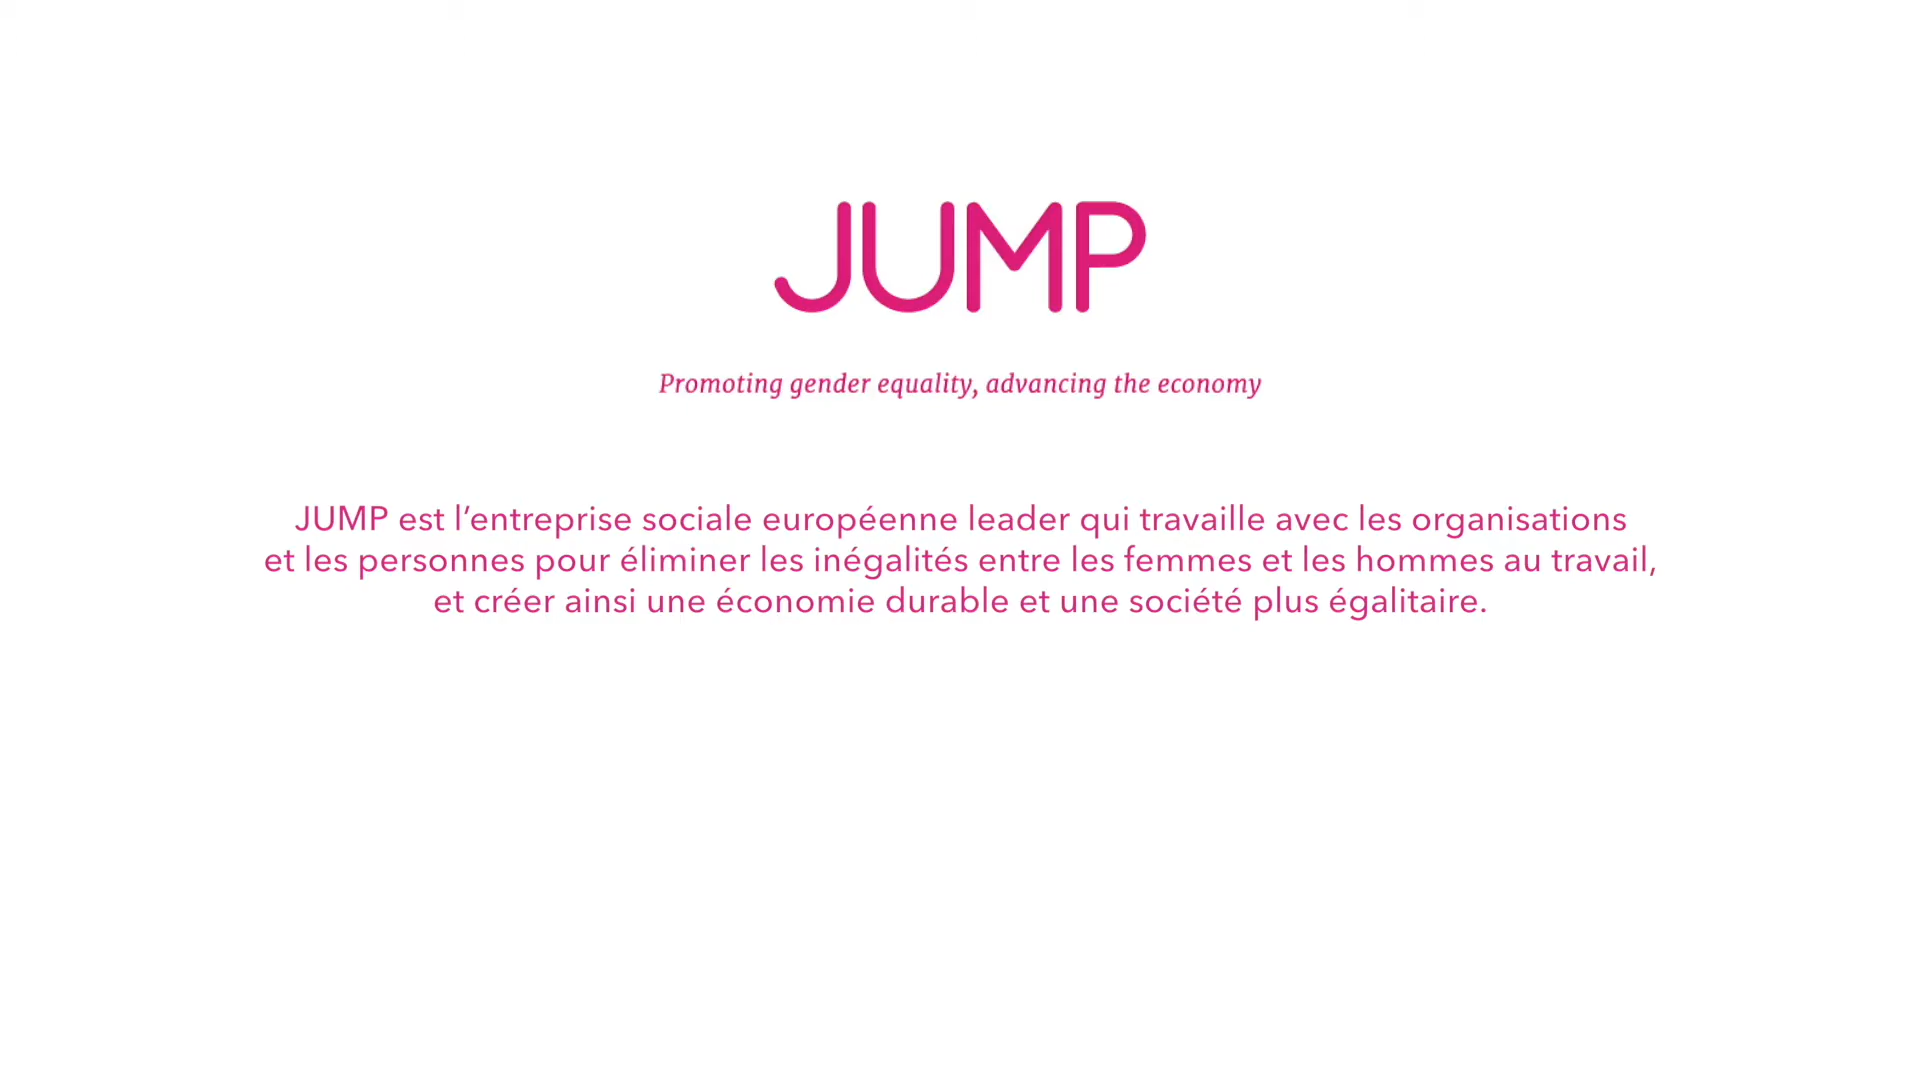 JUMP
Promoting gender equality, advancing the economy
JUMP est l’entreprise sociale européenne leader qui travaille avec les organisations
et les personnes pour éliminer les inégalités entre les femmes et les hommes au travail,
et créer ainsi une économie durable et une société plus égalitaire.